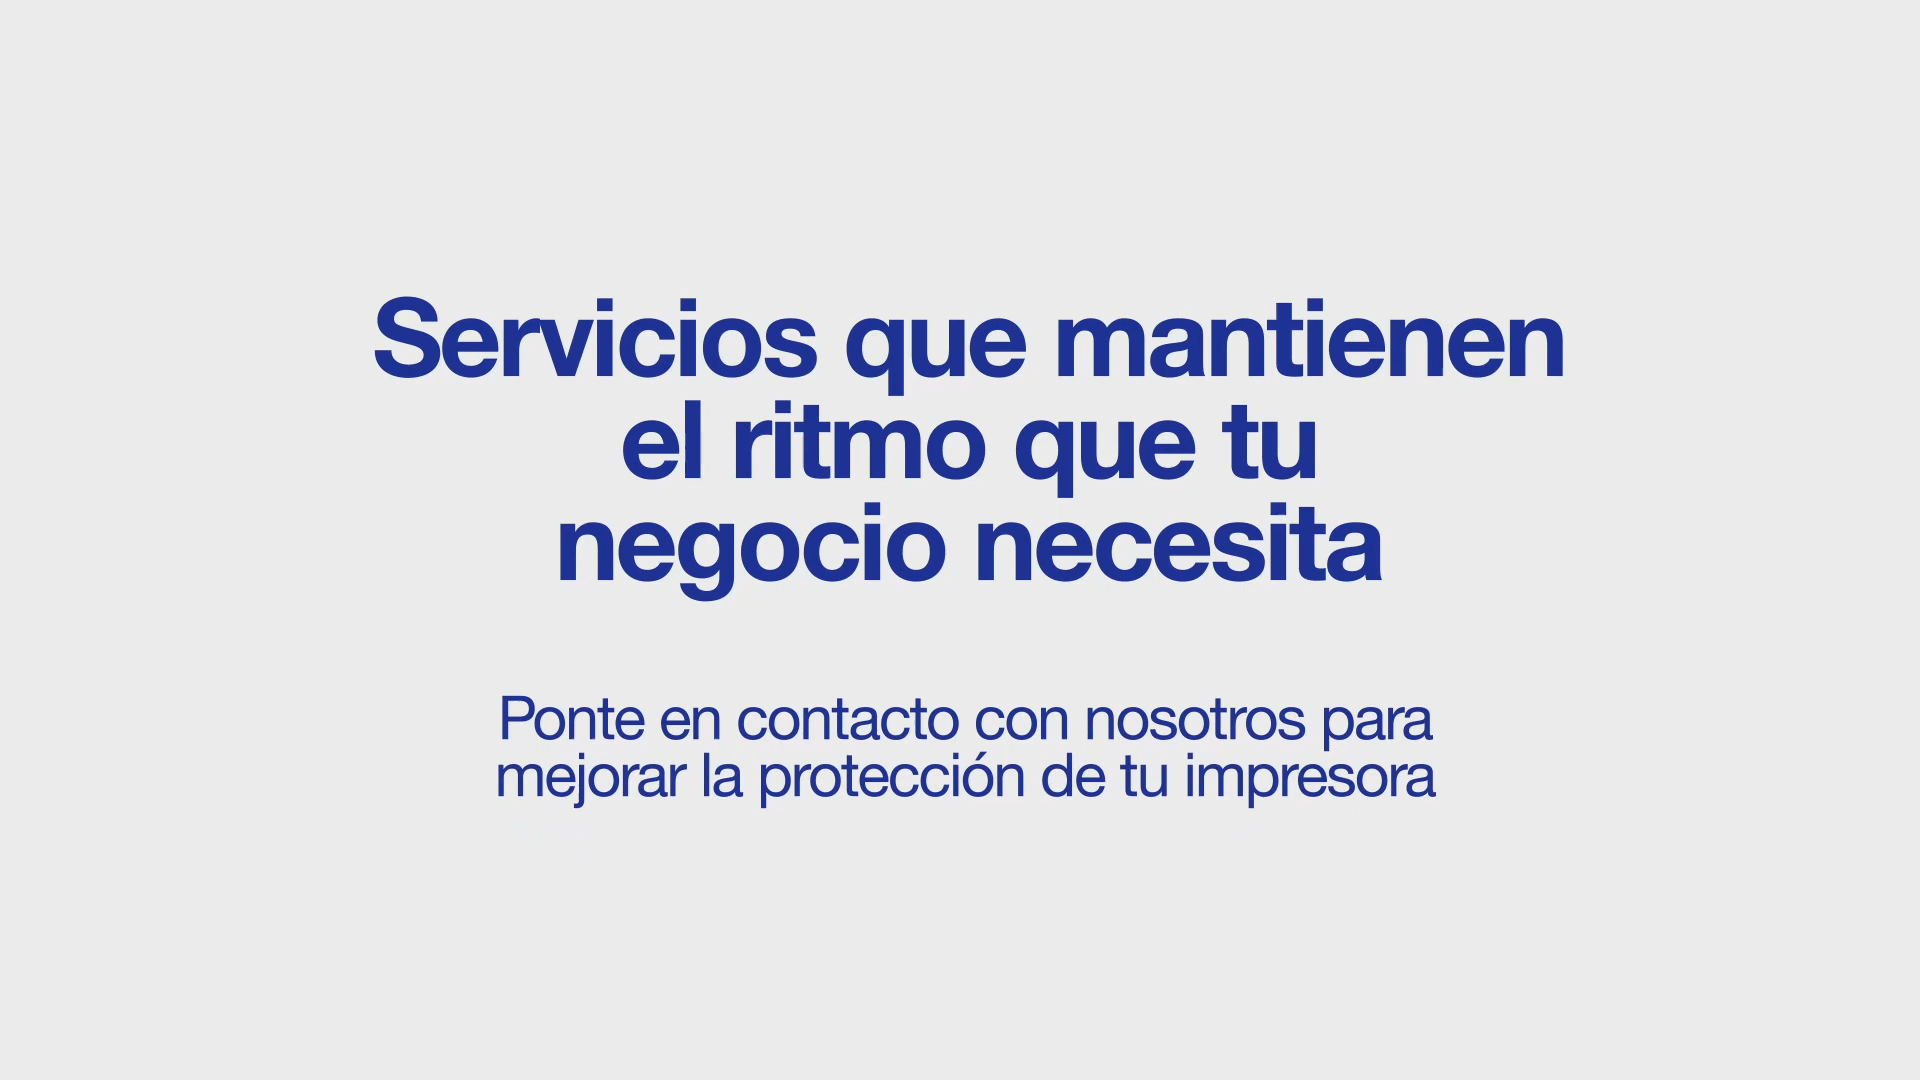 Servicios que mantienen
el ritmo que tu
negocio necesita
Ponte en contacto con nosotros para
mejorar la protección de tu impresora